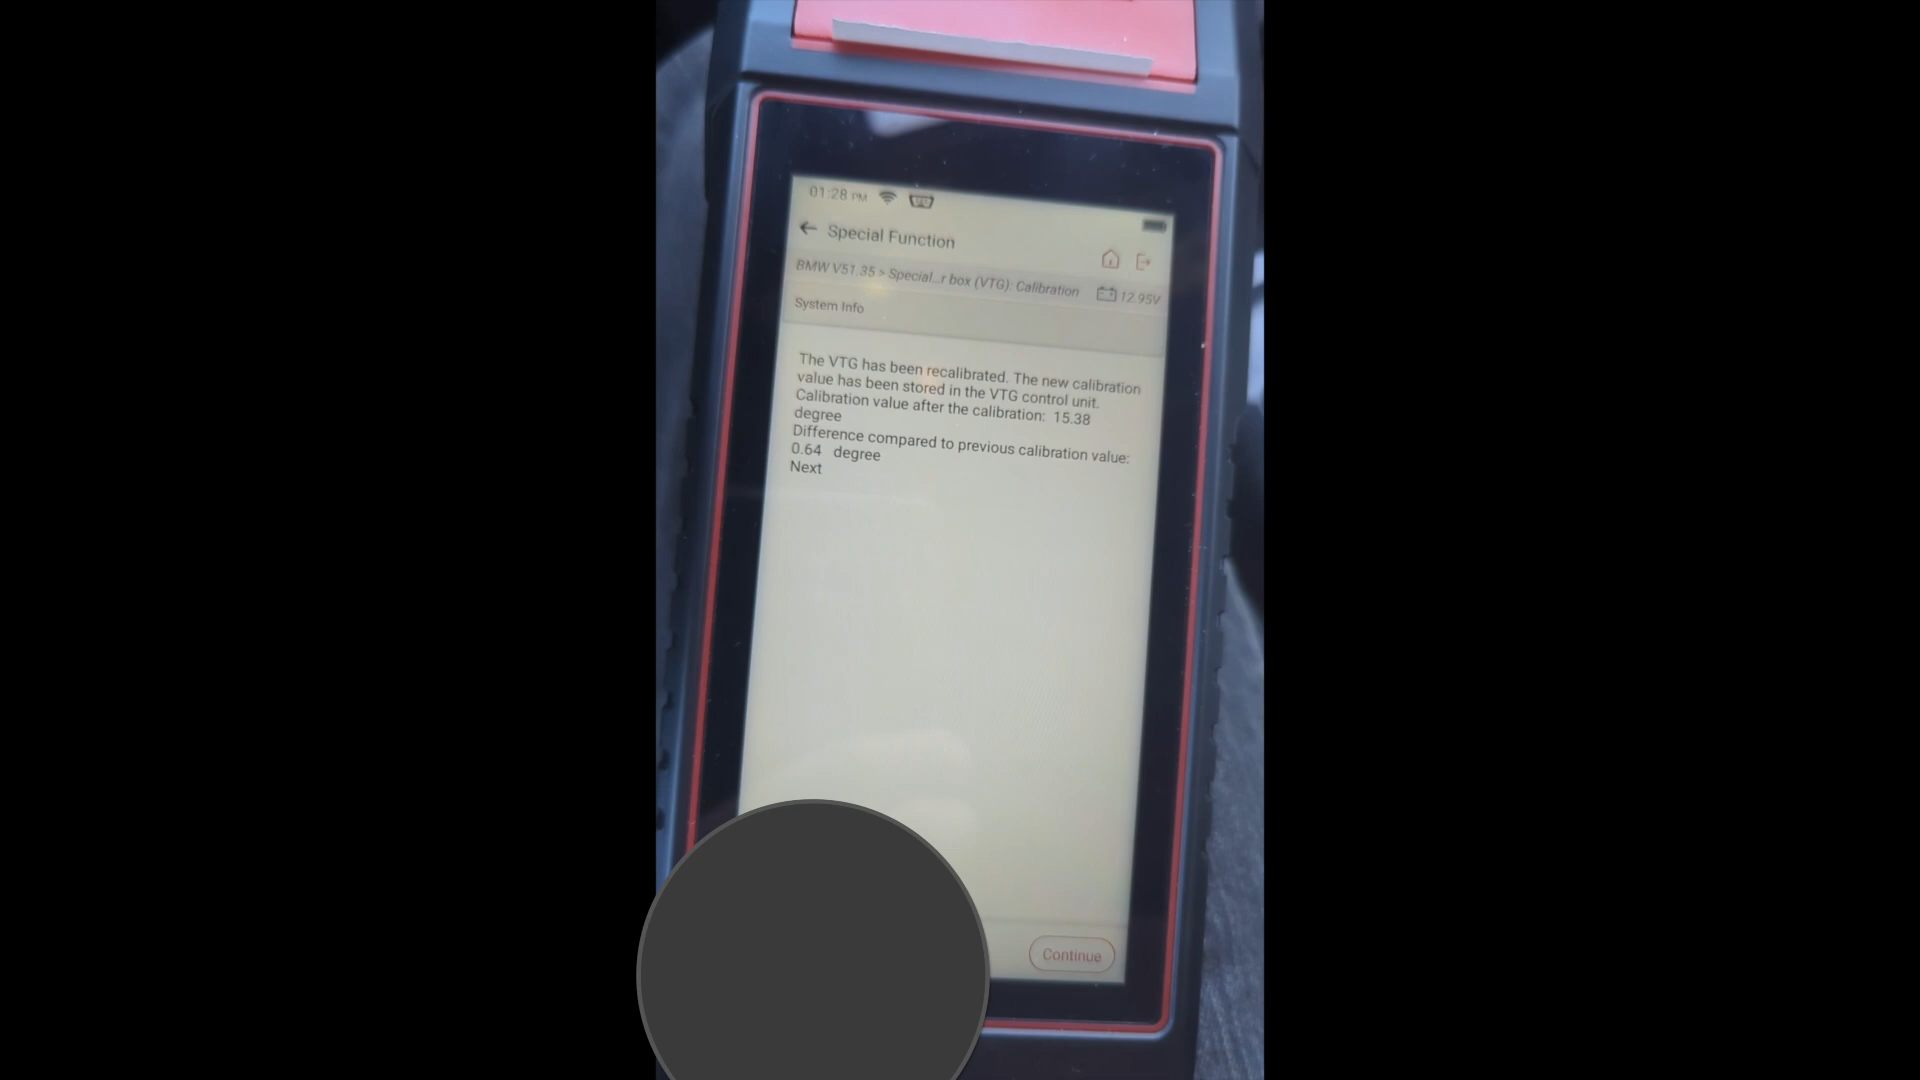 01:28 PM
Special Function
BMW V51.35 > Special...r box (VTG): Calibration
12.95V
System Info
The VTG has been recalibrated. The new calibration
value has been stored in the VTG control unit.
Calibration value after the calibration: 15.38
degree
Difference compared to previous calibration value:
0.64 degree
Next
Continue